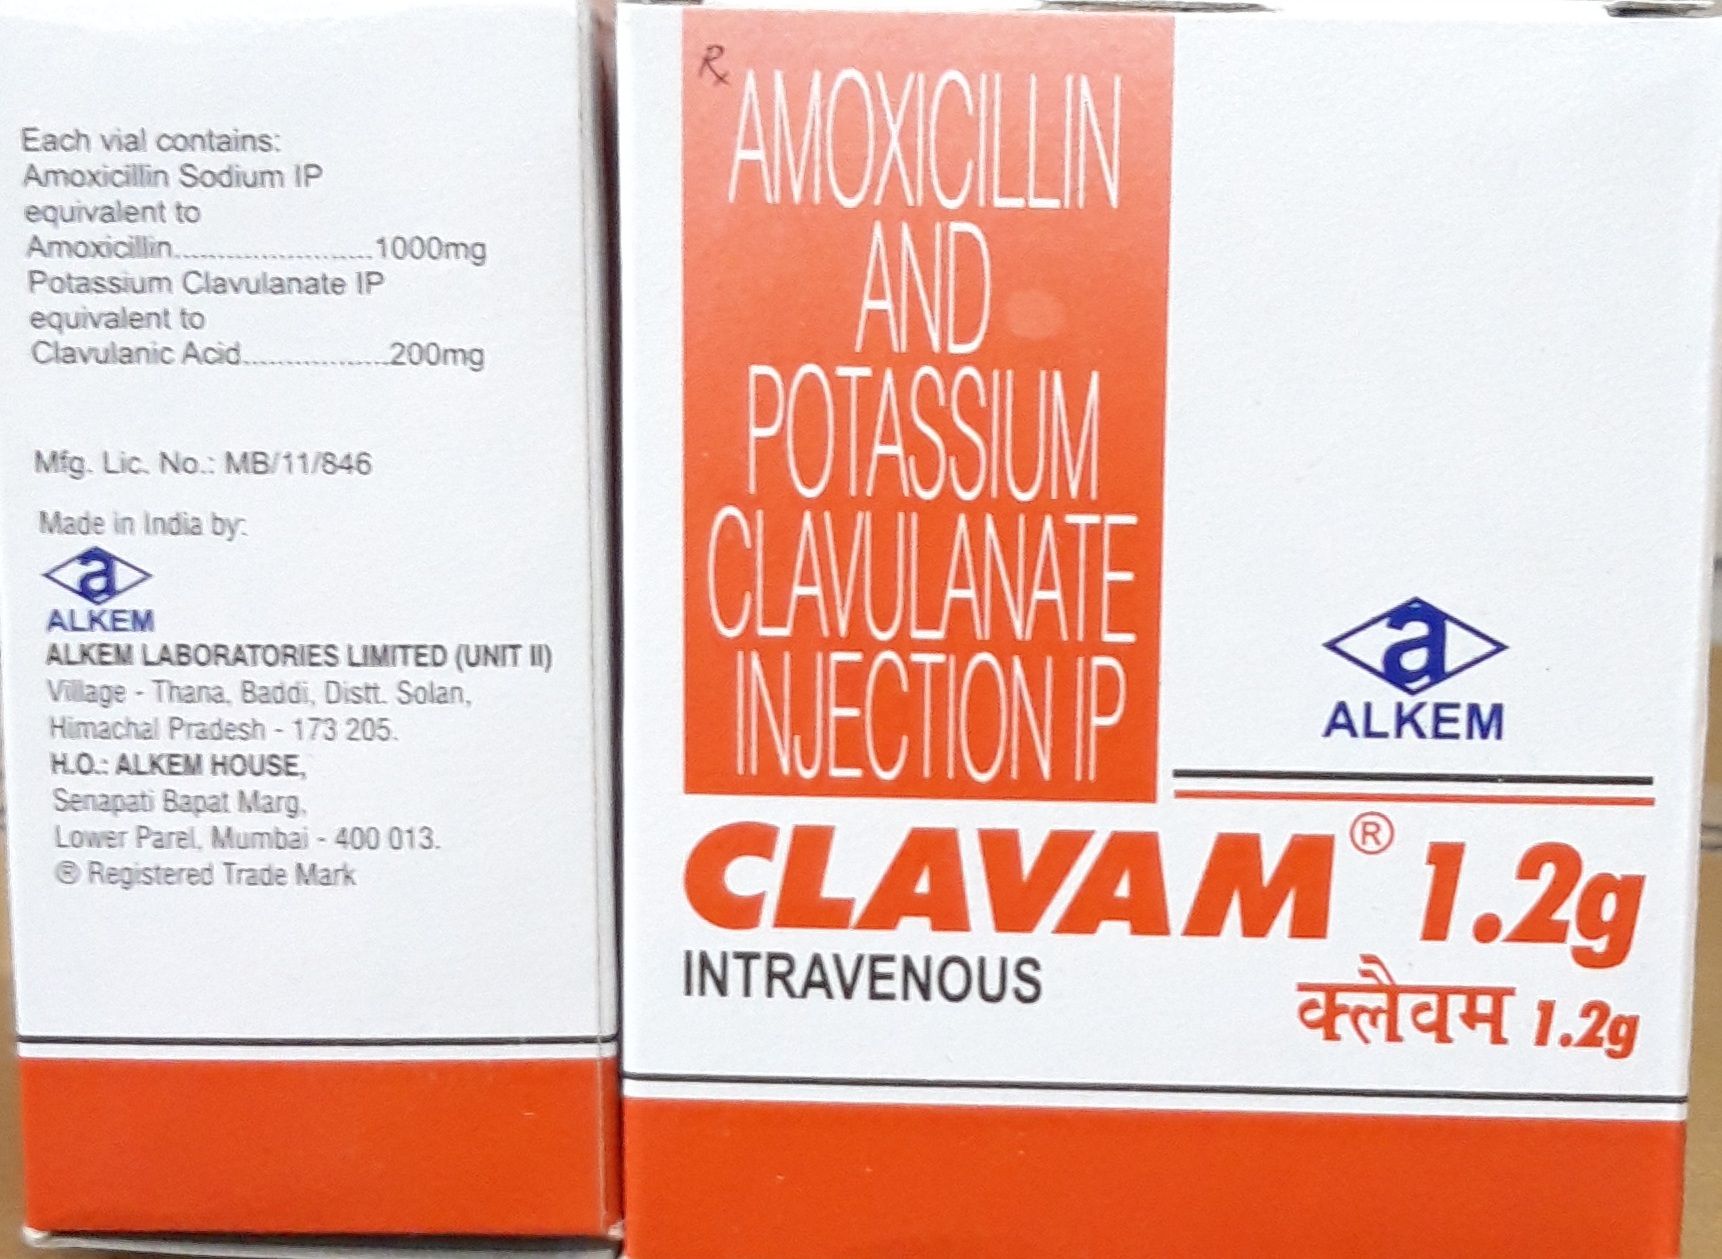 Each vial contains:
Amoxicillin Sodium IP
equivalent to
Amoxicillin......................1000mg
Potassium Clavulanate IP
equivalent to
Clavulanic Acid................200mg
Mfg. Lic. No.: MB/11/846
Made in India by:
a
ALKEM
ALKEM LABORATORIES LIMITED (UNIT II)
Village - Thana, Baddi, Distt. Solan,
Himachal Pradesh - 173 205.
H.O.: ALKEM HOUSE,
Senapati Bapat Marg,
Lower Parel, Mumbai - 400 013.
® Registered Trade Mark
Rx
AMOXICILLIN
AND
POTASSIUM
CLAVULANATE
INJECTION IP
a
ALKEM
CLAVAM® 1.2g
INTRAVENOUS
क्लैवम 1.2g